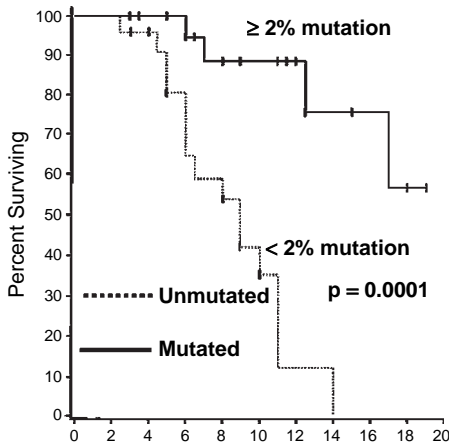 100
90
80
70
60
50
40
30
20
10
0
Percent Surviving
≥ 2% mutation
< 2% mutation
p = 0.0001
Unmutated
Mutated
0 2 4 6 8 10 12 14 16 18 20